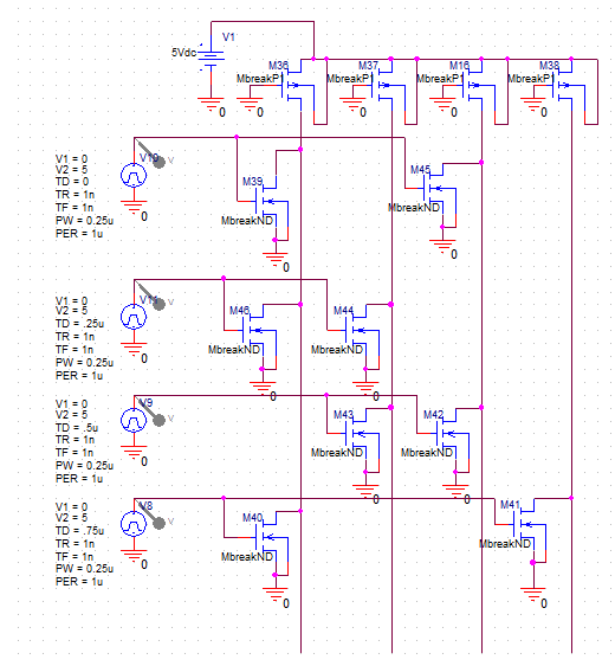 V1
5Vdc
M36
M37
M16
M38
MbreakP1
MbreakP1
MbreakP1
MbreakP1
0
0
0
0
0
V1 = 0
V2 = 5
TD = 0
TR = 1n
TF = 1n
PW = 0.25u
PER = 1u
V10
V
0
M39
MbreakND
0
M45
MbreakND
0
V1 = 0
V2 = 5
TD = .25u
TR = 1n
TF = 1n
PW = 0.25u
PER = 1u
V11
V
0
M46
MbreakND
0
M44
MbreakND
0
V1 = 0
V2 = 5
TD = .5u
TR = 1n
TF = 1n
PW = 0.25u
PER = 1u
V9
V
0
M43
MbreakND
0
M42
MbreakND
0
V1 = 0
V2 = 5
TD = .75u
TR = 1n
TF = 1n
PW = 0.25u
PER = 1u
V8
V
0
M40
MbreakND
0
M41
MbreakND
0